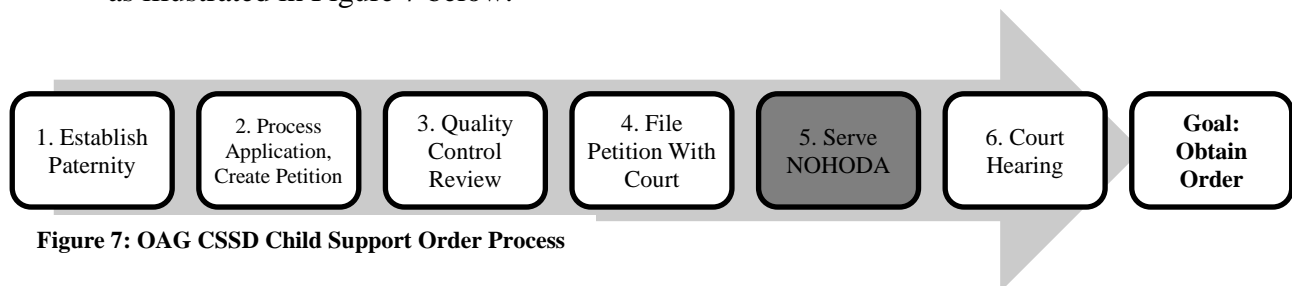 as illustrated in Figure 7 below.
1. Establish
Paternity
2. Process
Application,
Create Petition
3. Quality
Control
Review
4. File
Petition With
Court
5. Serve
NOHODA
6. Court
Hearing
Goal:
Obtain
Order
Figure 7: OAG CSSD Child Support Order Process